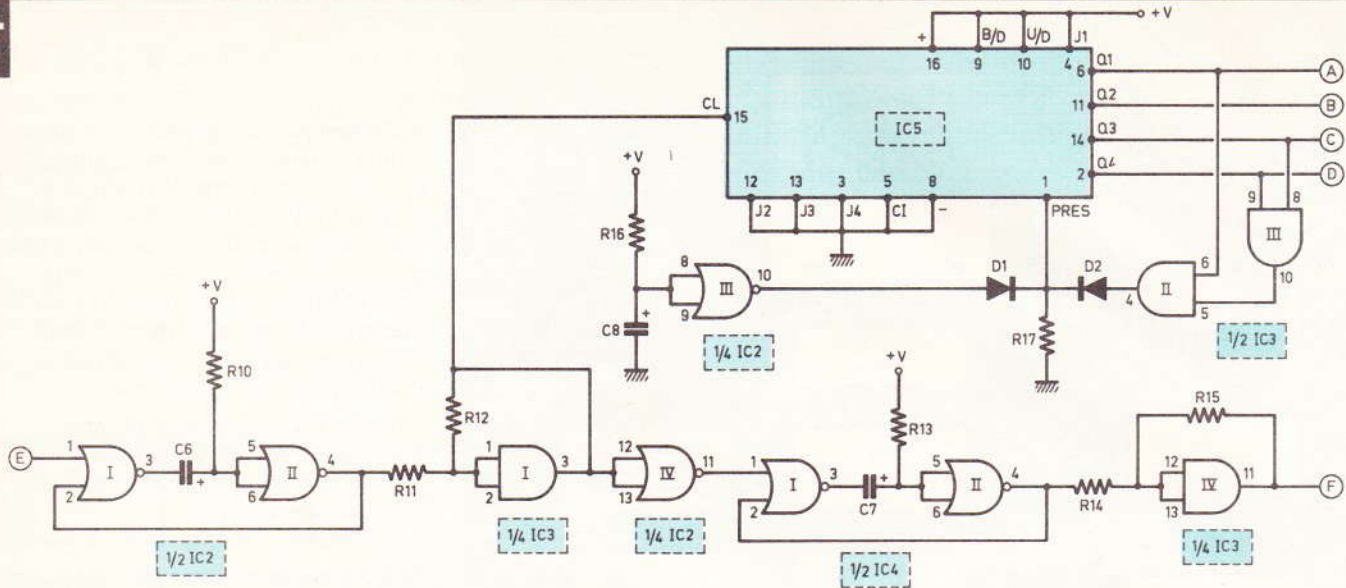 +V
+ B/D U/D J1
16 9 10 4
6 Q1 A
CL 15 IC5 11 Q2 B
14 Q3 C
2 Q4 D
+V
12 13 3 5 8 1
J2 J3 J4 CI - PRES
9 8
III
10
R16
8 9 III 10
D1 D2
4 II 6 5
C8 +
1/4 IC2
R17
1/2 IC3
+V
R10
+V
R12
R13
R15
E
1 2 I 3
C6 +
5 6 II 4
R11
1 2 I 3
12 13 IV 11
1 2 I 3
C7 +
5 6 II 4
R14
12 13 IV 11
F
1/2 IC2
1/4 IC3
1/4 IC2
1/2 IC4
1/4 IC3